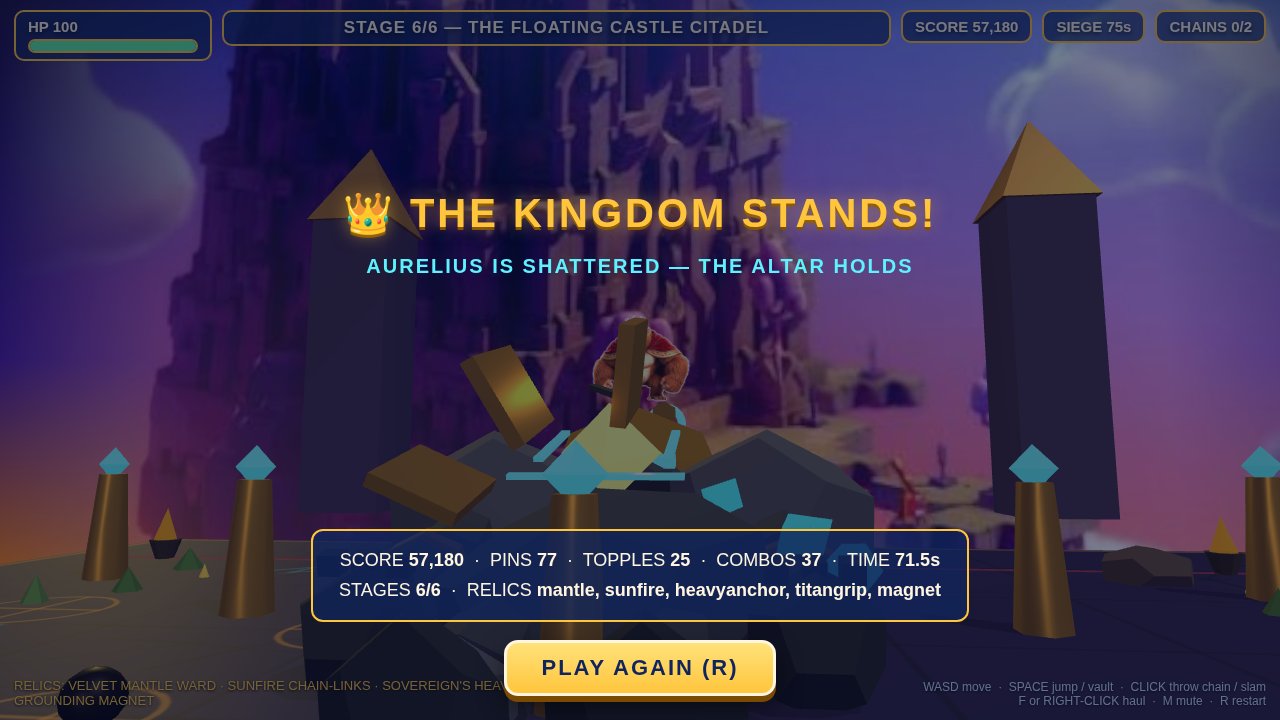 HP 100
STAGE 6/6 — THE FLOATING CASTLE CITADEL
SCORE 57,180
SIEGE 75s
CHAINS 0/2
👑 THE KINGDOM STANDS!
AURELIUS IS SHATTERED — THE ALTAR HOLDS
SCORE 57,180 · PINS 77 · TOPPLES 25 · COMBOS 37 · TIME 71.5s
STAGES 6/6 · RELICS mantle, sunfire, heavyanchor, titangrip, magnet
PLAY AGAIN (R)
RELICS: VELVET MANTLE WARD · SUNFIRE CHAIN-LINKS · SOVEREIGN'S
GROUNDING MAGNET
WASD move · SPACE jump / vault · CLICK throw chain / slam
F or RIGHT-CLICK haul · M mute · R restart